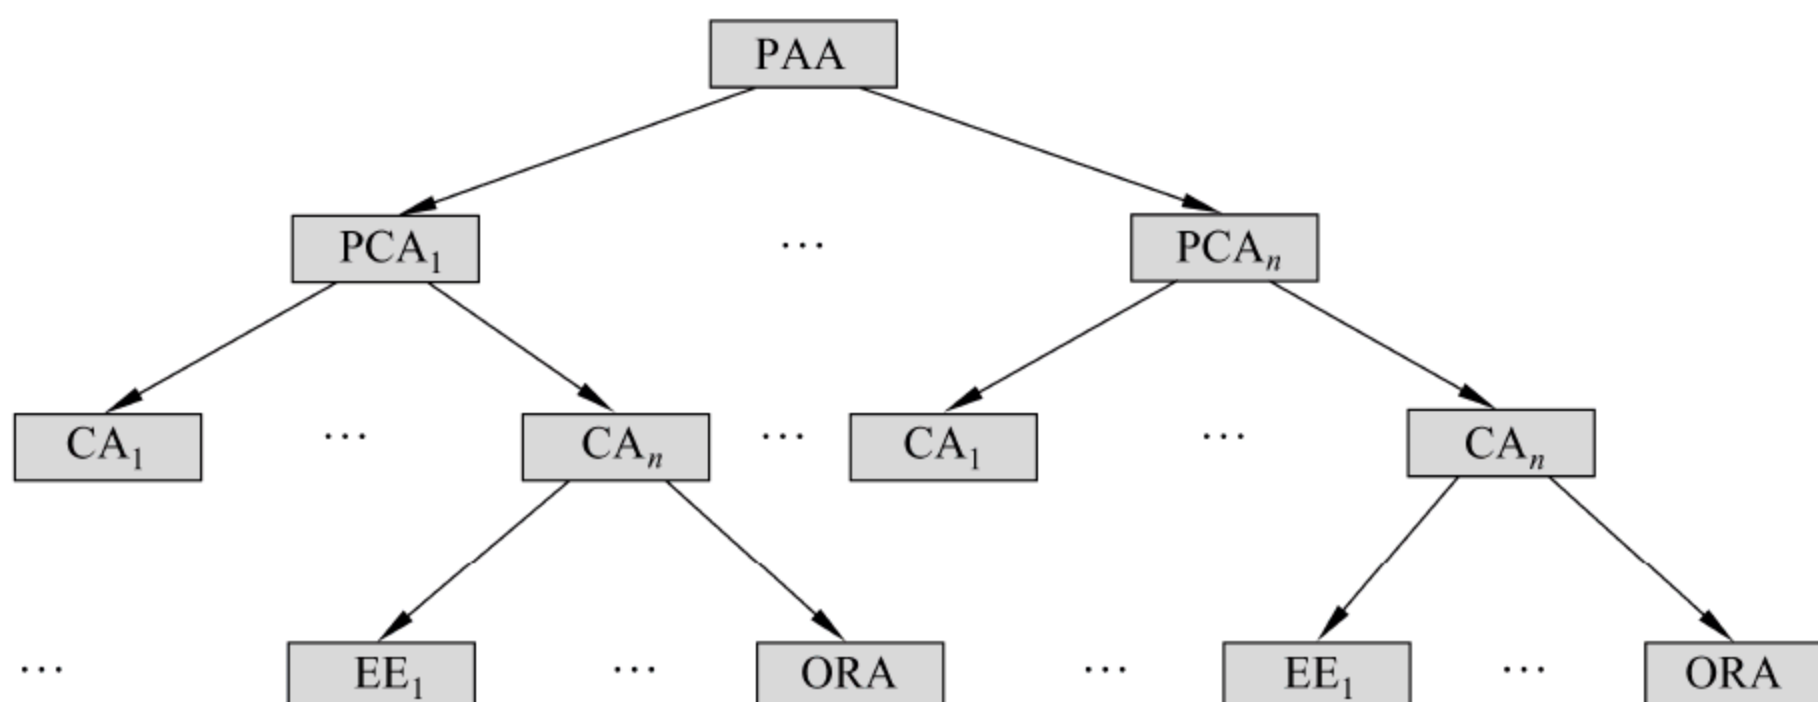 PAA
PCA₁ ... PCAₙ
CA₁ ... CAₙ ... CA₁ ... CAₙ
... EE₁ ... ORA ... EE₁ ... ORA